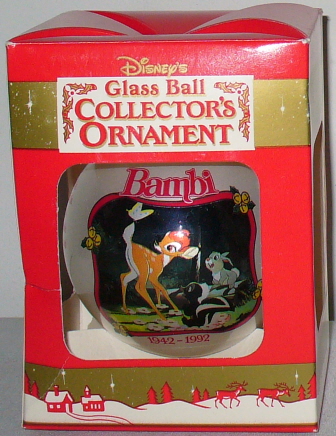 Disney's
Glass Ball
Collector's
Ornament
Bambi
1942-1992